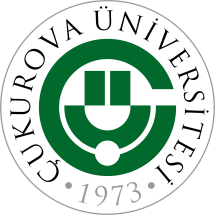 ÇUKUROVA ÜNİVERSİTESİ
• 1973 •